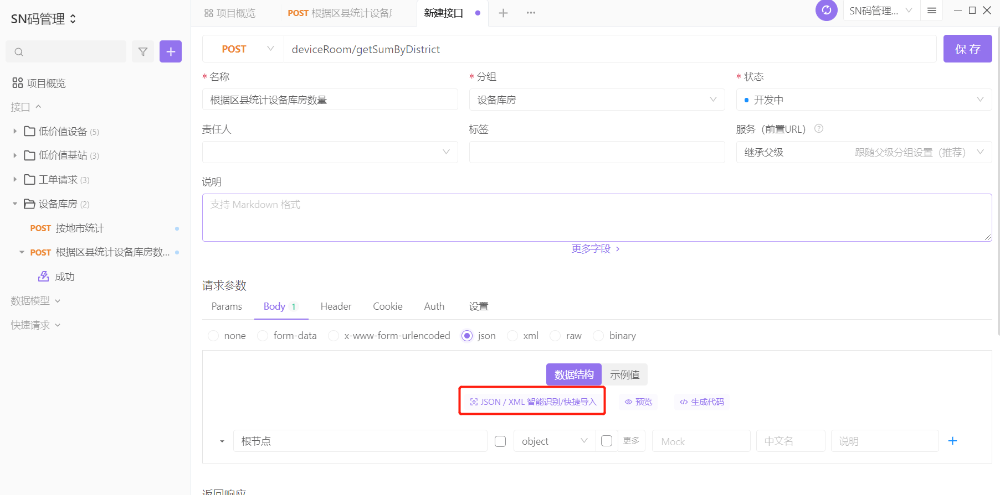 SN码管理
项目概览
POST 根据区县统计设备库
新建接口
SN码管理...
项目概览
接口
低价值设备 (5)
低价值基站 (3)
工单请求 (3)
设备库房 (2)
POST 按地市统计
POST 根据区县统计设备库房数...
成功
数据模型
快捷请求
POST
deviceRoom/getSumByDistrict
保 存
* 名称
* 分组
* 状态
根据区县统计设备库房数量
设备库房
开发中
责任人
标签
服务（前置URL）
继承父级
跟随父级分组设置（推荐）
说明
支持 Markdown 格式
更多字段
请求参数
Params
Body 1
Header
Cookie
Auth
设置
none
form-data
x-www-form-urlencoded
json
xml
raw
binary
数据结构
示例值
JSON / XML 智能识别/快捷导入
预览
生成代码
根节点
object
更多
Mock
中文名
说明
返回响应